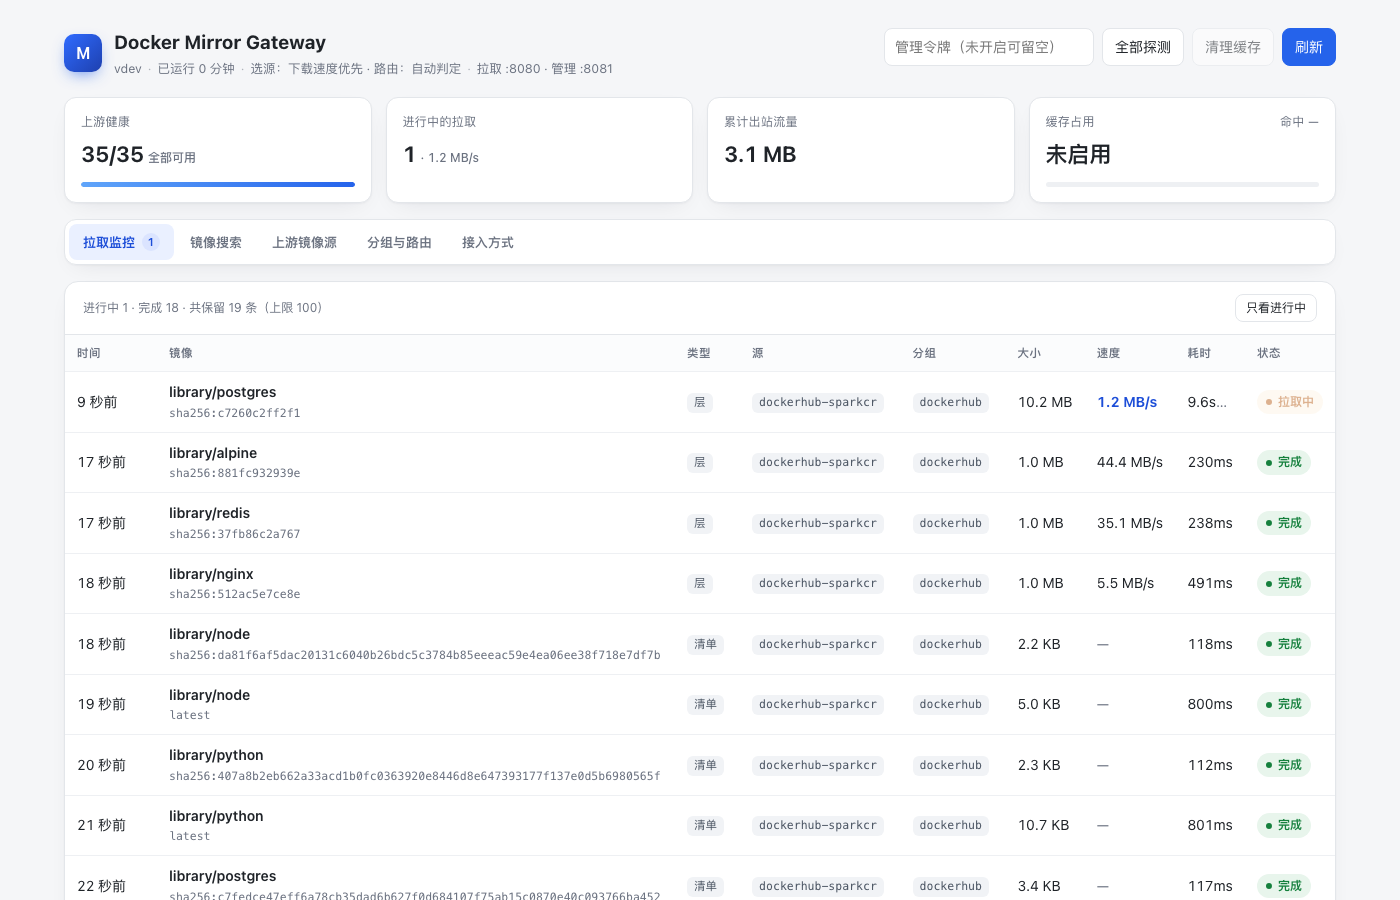 M
Docker Mirror Gateway
vdev · 已运行 0 分钟 · 选源：下载速度优先 · 路由：自动判定 · 拉取 :8080 · 管理 :8081
管理令牌（未开启可留空）
全部探测
清理缓存
刷新
上游健康
35/35 全部可用
进行中的拉取
1 · 1.2 MB/s
累计出站流量
3.1 MB
缓存占用 命中 —
未启用
拉取监控 1 镜像搜索 上游镜像源 分组与路由 接入方式
进行中 1 · 完成 18 · 共保留 19 条（上限 100）
只看进行中
时间 镜像 类型 源 分组 大小 速度 耗时 状态
9 秒前 library/postgres 层 dockerhub-sparkcr dockerhub 10.2 MB 1.2 MB/s 9.6s… 拉取中
sha256:c7260c2ff2f1
17 秒前 library/alpine 层 dockerhub-sparkcr dockerhub 1.0 MB 44.4 MB/s 230ms 完成
sha256:881fc932939e
17 秒前 library/redis 层 dockerhub-sparkcr dockerhub 1.0 MB 35.1 MB/s 238ms 完成
sha256:37fb86c2a767
18 秒前 library/nginx 层 dockerhub-sparkcr dockerhub 1.0 MB 5.5 MB/s 491ms 完成
sha256:512ac5e7ce8e
18 秒前 library/node 清单 dockerhub-sparkcr dockerhub 2.2 KB — 118ms 完成
sha256:da81f6af5dac20131c6040b26bdc5c3784b85eeeac59e4ea06ee38f718e7df7b
19 秒前 library/node 清单 dockerhub-sparkcr dockerhub 5.0 KB — 800ms 完成
latest
20 秒前 library/python 清单 dockerhub-sparkcr dockerhub 2.3 KB — 112ms 完成
sha256:407a8b2eb662a33acd1b0fc0363920e8446d8e647393177f137e0d5b6980565f
21 秒前 library/python 清单 dockerhub-sparkcr dockerhub 10.7 KB — 801ms 完成
latest
22 秒前 library/postgres 清单 dockerhub-sparkcr dockerhub 3.4 KB — 117ms 完成
sha256:c7fedce47eff6a78cb35dad6b627f0d684107f75ab15c0870e40c093766ba452